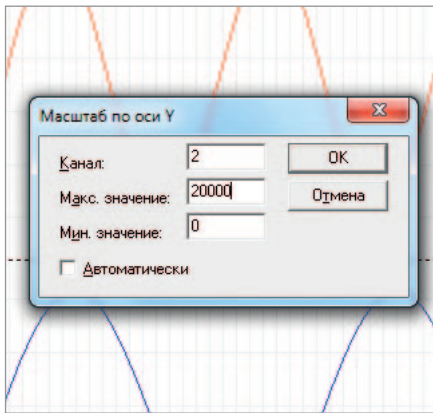 Масштаб по оси Y
Канал: 2 OK
Макс. значение: 20000 Отмена
Мин. значение: 0
Автоматически